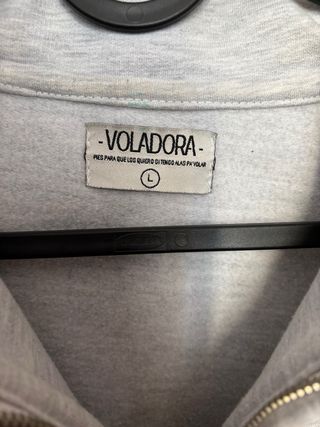 -VOLADORA-
PIES PARA QUE LOS QUIERO SI TENGO ALAS PA' VOLAR
L